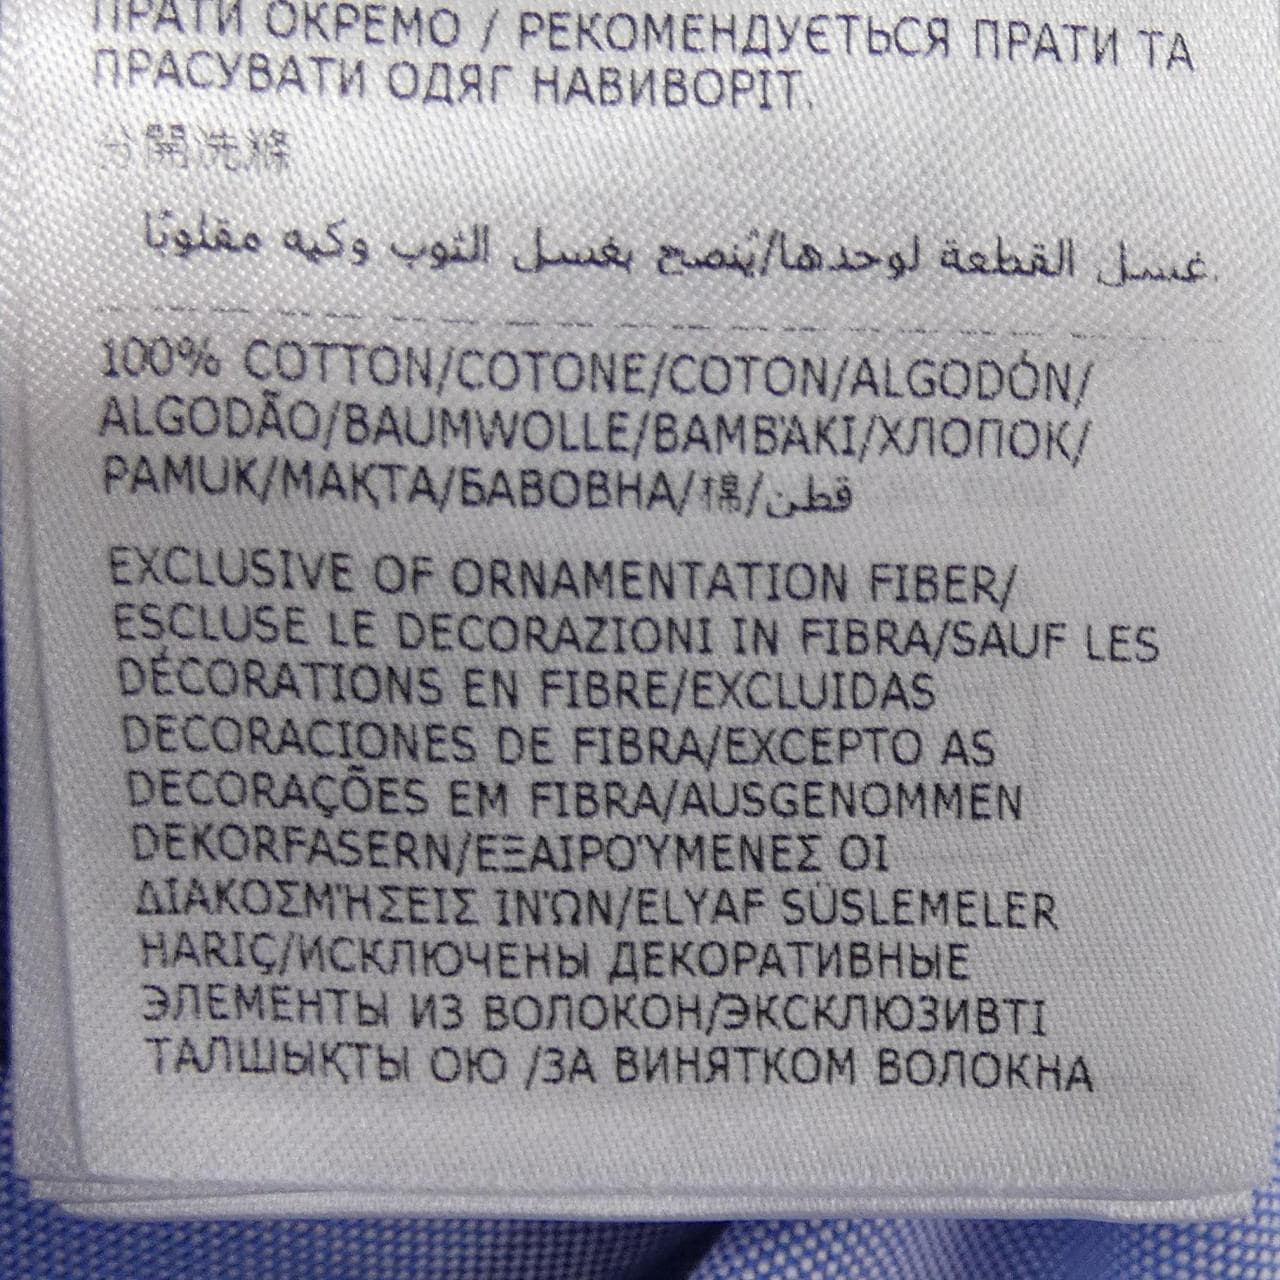 ПРАТИ ОКРЕМО / РЕКОМЕНДУЄТЬСЯ ПРАТИ ТА
ПРАСУВАТИ ОДЯГ НАВИВОРІТ.
分開洗滌
غسل القطعة لوحدها/يُنصح بغسل الثوب وكيه مقلوبًا.
100% COTTON/COTONE/COTON/ALGODÓN/
ALGODÃO/BAUMWOLLE/ΒΑΜΒΆΚΙ/ХЛОПОК/
PAMUK/МАҚТА/БАВОВНА/棉/قطن
EXCLUSIVE OF ORNAMENTATION FIBER/
ESCLUSE LE DECORAZIONI IN FIBRA/SAUF LES
DÉCORATIONS EN FIBRE/EXCLUIDAS
DECORACIONES DE FIBRA/EXCEPTO AS
DECORAÇÕES EM FIBRA/AUSGENOMMEN
DEKORFASERN/ΕΞΑΙΡΟΎΜΕΝΕΣ ΟΙ
ΔΙΑΚΟΣΜΉΣΕΙΣ ΙΝΏΝ/ELYAF SÜSLEMELER
HARIÇ/ИСКЛЮЧЕНЫ ДЕКОРАТИВНЫЕ
ЭЛЕМЕНТЫ ИЗ ВОЛОКОН/ЭКСКЛЮЗИВТІ
ТАЛШЫҚТЫ ОЮ /ЗА ВИНЯТКОМ ВОЛОКНА